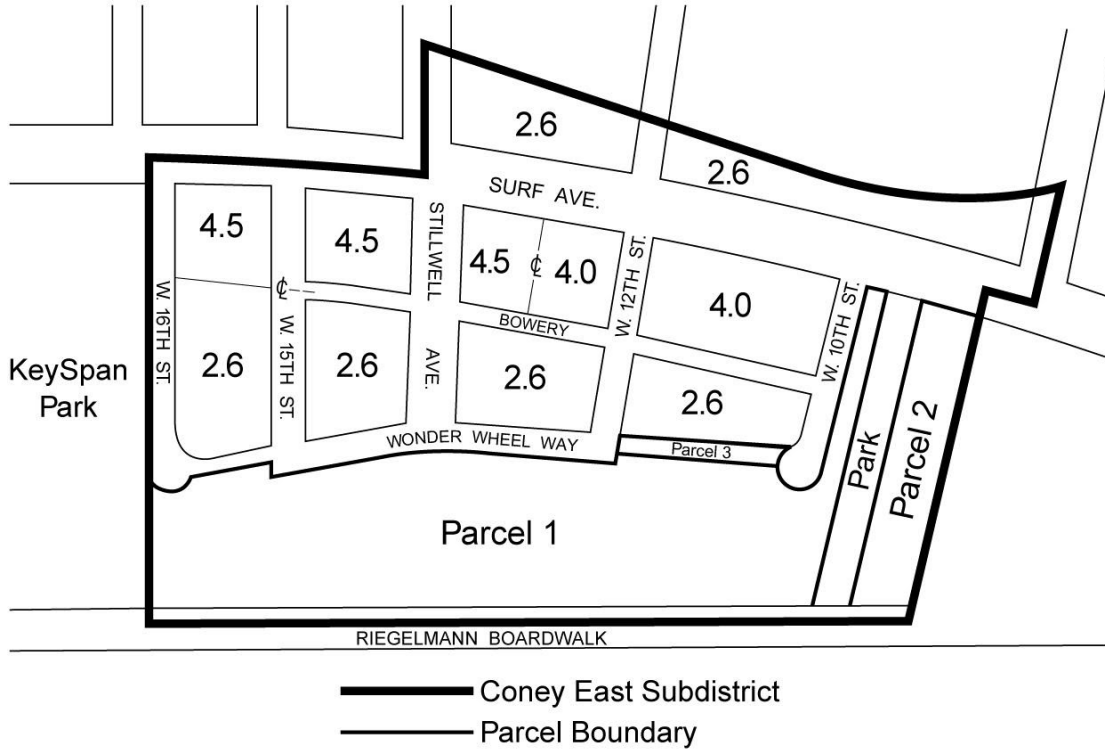 2.6
2.6
SURF AVE.
4.5
4.5
STILLWELL
AVE.
4.5
℄
4.0
W. 12TH ST.
4.0
W. 10TH ST.
℄
W. 16TH ST.
W. 15TH ST.
BOWERY
KeySpan
Park
2.6
2.6
2.6
2.6
WONDER WHEEL WAY
Parcel 3
Park
Parcel 2
Parcel 1
RIEGELMANN BOARDWALK
Coney East Subdistrict
Parcel Boundary